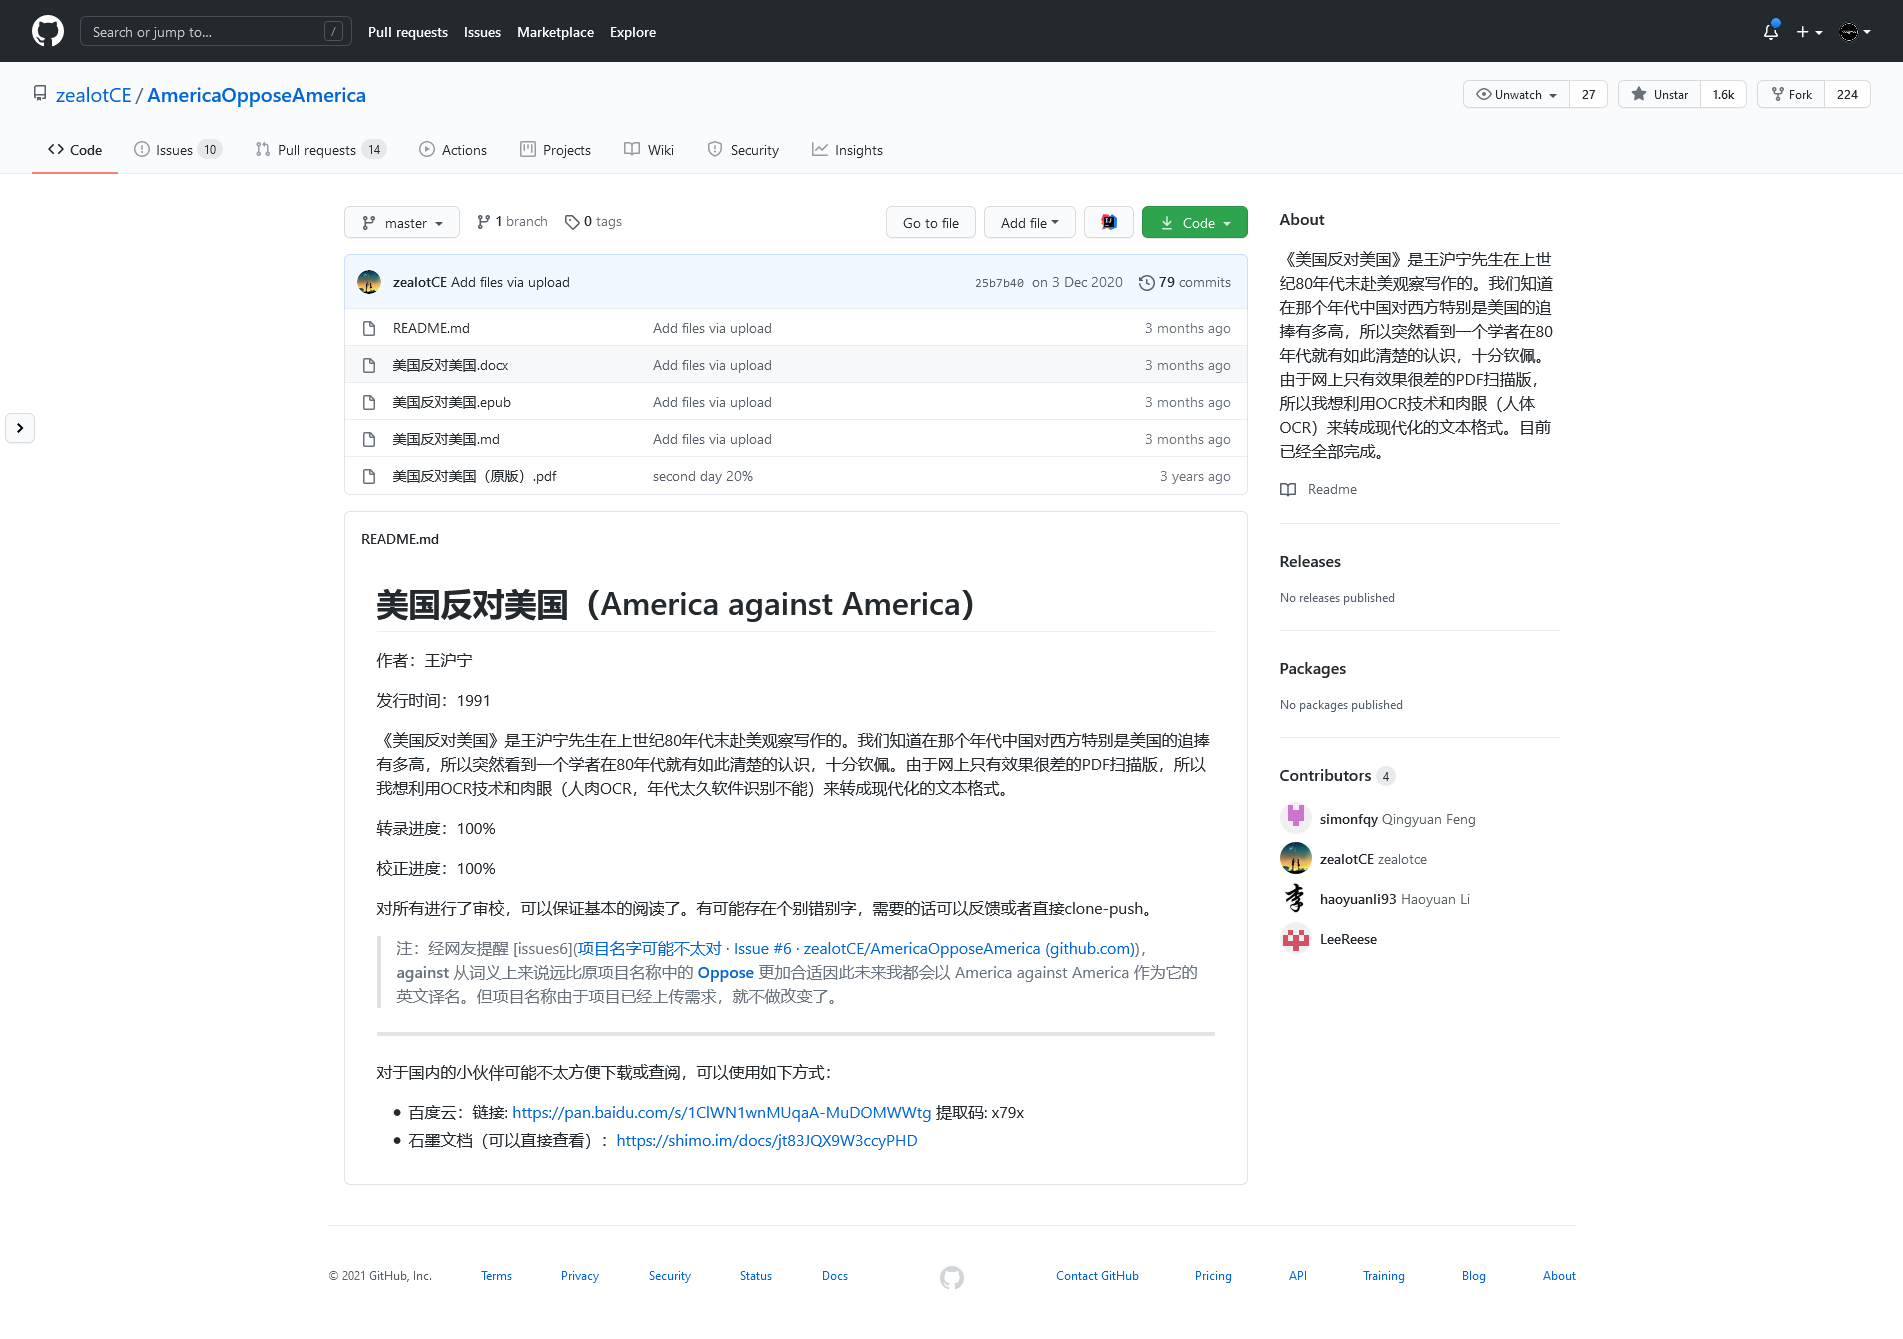 Search or jump to... /
Pull requests Issues Marketplace Explore
zealotCE / AmericaOpposeAmerica
Unwatch 27 Unstar 1.6k Fork 224
Code Issues 10 Pull requests 14 Actions Projects Wiki Security Insights
master 1 branch 0 tags Go to file Add file Code
zealotCE Add files via upload 25b7b40 on 3 Dec 2020 79 commits
README.md Add files via upload 3 months ago
美国反对美国.docx Add files via upload 3 months ago
美国反对美国.epub Add files via upload 3 months ago
美国反对美国.md Add files via upload 3 months ago
美国反对美国（原版）.pdf second day 20% 3 years ago
README.md
美国反对美国（America against America）
作者：王沪宁
发行时间：1991
《美国反对美国》是王沪宁先生在上世纪80年代末赴美观察写作的。我们知道在那个年代中国对西方特别是美国的追捧
有多高，所以突然看到一个学者在80年代就有如此清楚的认识，十分钦佩。由于网上只有效果很差的PDF扫描版，所以
我想利用OCR技术和肉眼（人肉OCR，年代太久软件识别不能）来转成现代化的文本格式。
转录进度：100%
校正进度：100%
对所有进行了审校，可以保证基本的阅读了。有可能存在个别错别字，需要的话可以反馈或者直接clone-push。
注：经网友提醒 [issues6](项目名字可能不太对 · Issue #6 · zealotCE/AmericaOpposeAmerica (github.com))，
against 从词义上来说远比原项目名称中的 Oppose 更加合适因此未来我都会以 America against America 作为它的
英文译名。但项目名称由于项目已经上传需求，就不做改变了。
对于国内的小伙伴可能不太方便下载或查阅，可以使用如下方式：
百度云：链接: https://pan.baidu.com/s/1ClWN1wnMUqaA-MuDOMWWtg 提取码: x79x
石墨文档（可以直接查看）：https://shimo.im/docs/jt83JQX9W3ccyPHD
About
《美国反对美国》是王沪宁先生在上世
纪80年代末赴美观察写作的。我们知道
在那个年代中国对西方特别是美国的追
捧有多高，所以突然看到一个学者在80
年代就有如此清楚的认识，十分钦佩。
由于网上只有效果很差的PDF扫描版，
所以我想利用OCR技术和肉眼（人体
OCR）来转成现代化的文本格式。目前
已经全部完成。
Readme
Releases
No releases published
Packages
No packages published
Contributors 4
simonfqy Qingyuan Feng
zealotCE zealotce
李
haoyuanli93 Haoyuan Li
LeeReese
© 2021 GitHub, Inc. Terms Privacy Security Status Docs Contact GitHub Pricing API Training Blog About